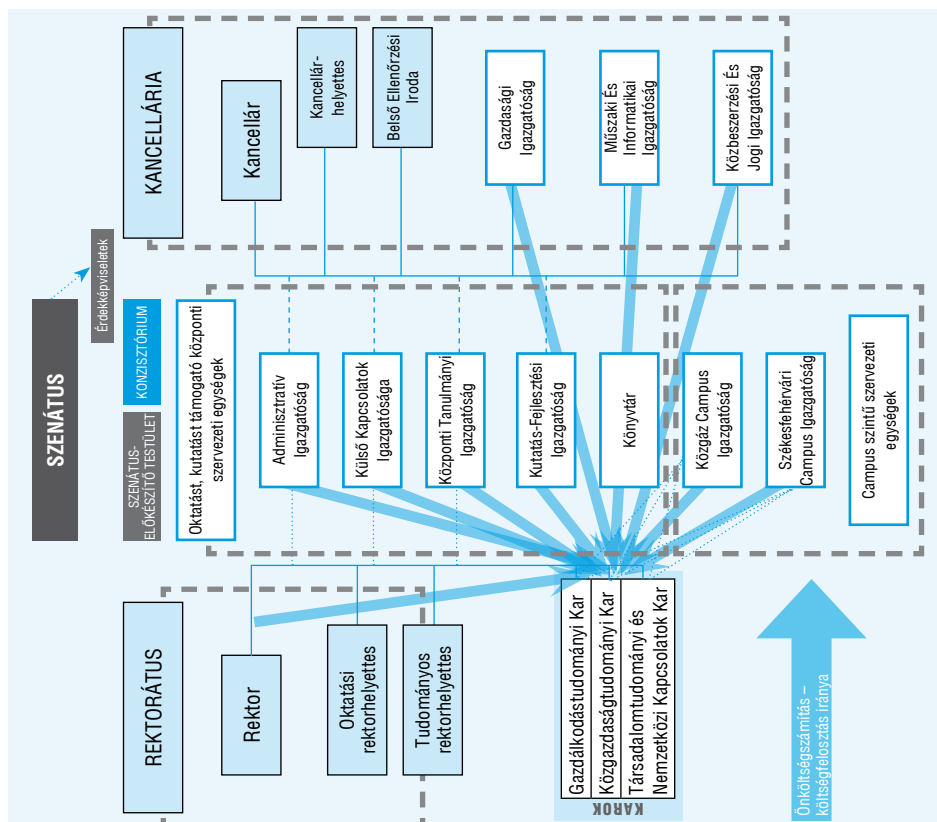 SZENÁTUS
Érdekképviseletek
REKTORÁTUS
SZENÁTUS-
ELŐKÉSZÍTŐ TESTÜLET
KONZISZTÓRIUM
KANCELLÁRIA
Oktatást, kutatást támogató központi
szervezeti egységek
Rektor
Oktatási
rektorhelyettes
Tudományos
rektorhelyettes
Kancellár
Kancellár-
helyettes
Belső Ellenőrzési
Iroda
Gazdasági
Igazgatóság
Műszaki És
Informatikai
Igazgatóság
Közbeszerzési És
Jogi Igazgatóság
Adminisztratív
Igazgatóság
Külső Kapcsolatok
Igazgatósága
Központi Tanulmányi
Igazgatóság
Kutatás-Fejlesztési
Igazgatóság
Könyvtár
Közgáz Campus
Igazgatóság
Székesfehérvári
Campus Igazgatóság
Campus szintű szervezeti
egységek
KAROK
Gazdálkodástudományi Kar
Közgazdaságtudományi Kar
Társadalomtudományi és
Nemzetközi Kapcsolatok Kar
Önköltségszámítás –
költségfelosztás iránya